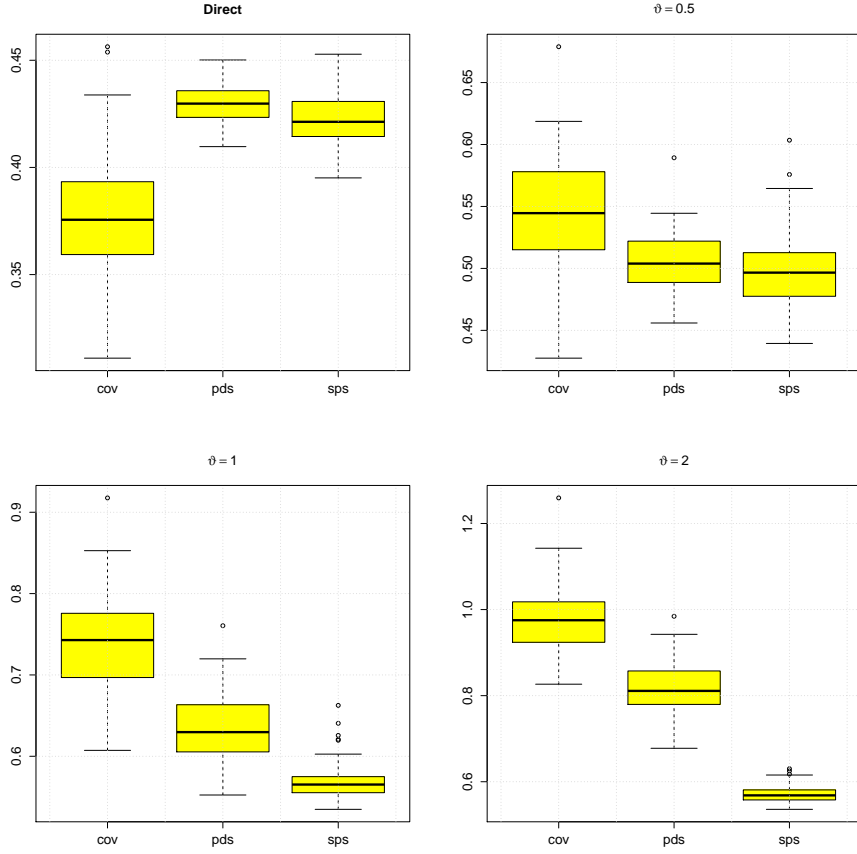 Direct
0.45
0.40
0.35
cov pds sps
ϑ = 0.5
0.65
0.60
0.55
0.50
0.45
cov pds sps
ϑ = 1
0.9
0.8
0.7
0.6
cov pds sps
ϑ = 2
1.2
1.0
0.8
0.6
cov pds sps